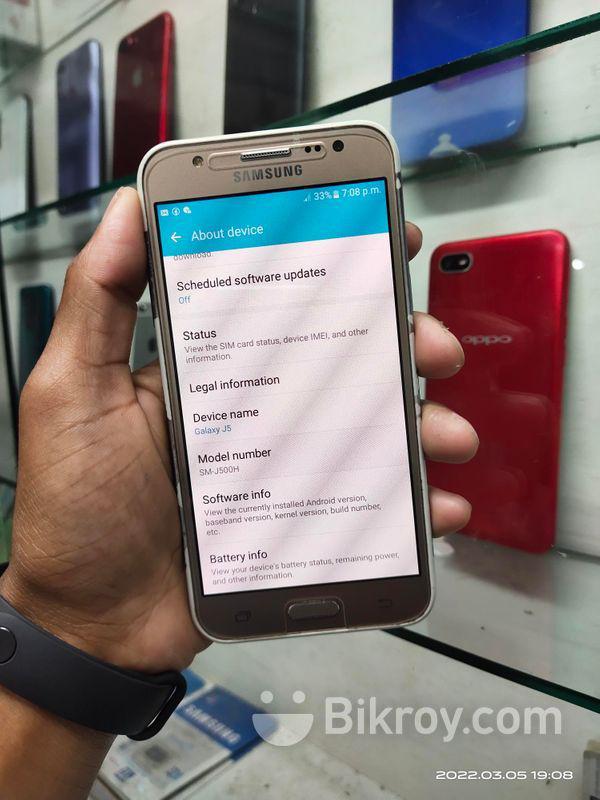 SAMSUNG
33% 7:08 p.m.
About device
download.
Scheduled software updates
Off
Status
View the SIM card status, device IMEI, and other
information.
Legal information
Device name
Galaxy J5
Model number
SM-J500H
Software info
View the currently installed Android version,
baseband version, kernel version, build number,
etc.
Battery info
View your device's battery status, remaining power,
and other information.
oppo
SAMSUNG
Bikroy.com
2022.03.05 19:08